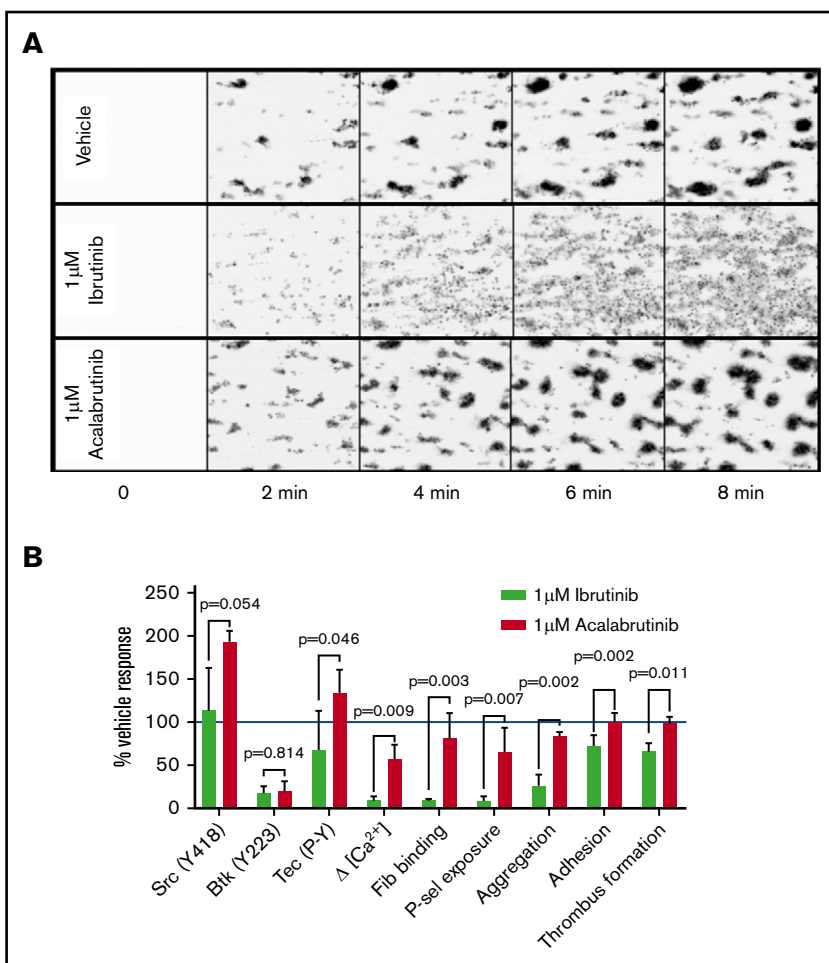 A
Vehicle
1μM
Ibrutinib
1μM
Acalabrutinib
0
2 min
4 min
6 min
8 min
B
% vehicle response
250
200
150
100
50
0
1μM Ibrutinib
1μM Acalabrutinib
p=0.054
p=0.814
p=0.046
p=0.009
p=0.003
p=0.007
p=0.002
p=0.002
p=0.011
Src (Y418)
Btk (Y223)
Tec (P-Y)
Δ [Ca²⁺]
Fib binding
P-sel exposure
Aggregation
Adhesion
Thrombus formation